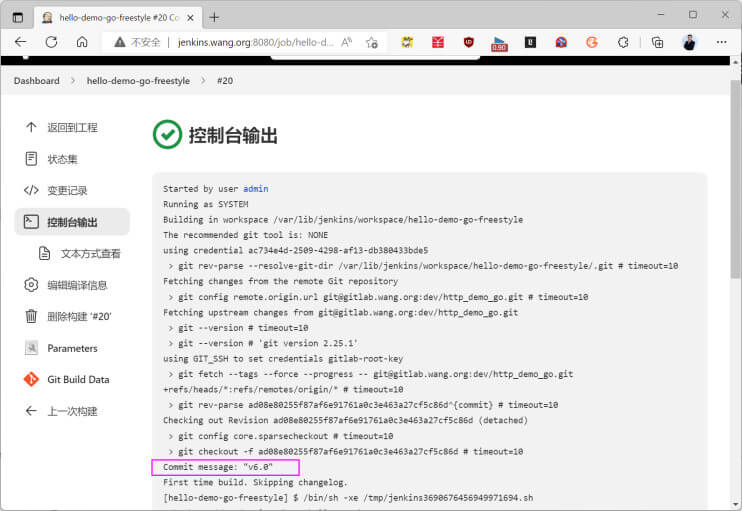 hello-demo-go-freestyle #20 Co
不安全 | jenkins.wang.org:8080/job/hello-d...
0.90
Dashboard > hello-demo-go-freestyle > #20
返回到工程
状态集
变更记录
控制台输出
文本方式查看
编辑编译信息
删除构建 '#20'
Parameters
Git Build Data
上一次构建
控制台输出
Started by user admin
Running as SYSTEM
Building in workspace /var/lib/jenkins/workspace/hello-demo-go-freestyle
The recommended git tool is: NONE
using credential ac734e4d-2509-4298-af13-db380433bde5
> git rev-parse --resolve-git-dir /var/lib/jenkins/workspace/hello-demo-go-freestyle/.git # timeout=10
Fetching changes from the remote Git repository
> git config remote.origin.url git@gitlab.wang.org:dev/http_demo_go.git # timeout=10
Fetching upstream changes from git@gitlab.wang.org:dev/http_demo_go.git
> git --version # timeout=10
> git --version # 'git version 2.25.1'
using GIT_SSH to set credentials gitlab-root-key
> git fetch --tags --force --progress -- git@gitlab.wang.org:dev/http_demo_go.git
+refs/heads/*:refs/remotes/origin/* # timeout=10
> git rev-parse ad08e80255f87af6e91761a0c3e463a27cf5c86d^{commit} # timeout=10
Checking out Revision ad08e80255f87af6e91761a0c3e463a27cf5c86d (detached)
> git config core.sparsecheckout # timeout=10
> git checkout -f ad08e80255f87af6e91761a0c3e463a27cf5c86d # timeout=10
Commit message: "v6.0"
First time build. Skipping changelog.
[hello-demo-go-freestyle] $ /bin/sh -xe /tmp/jenkins3690676456949971694.sh